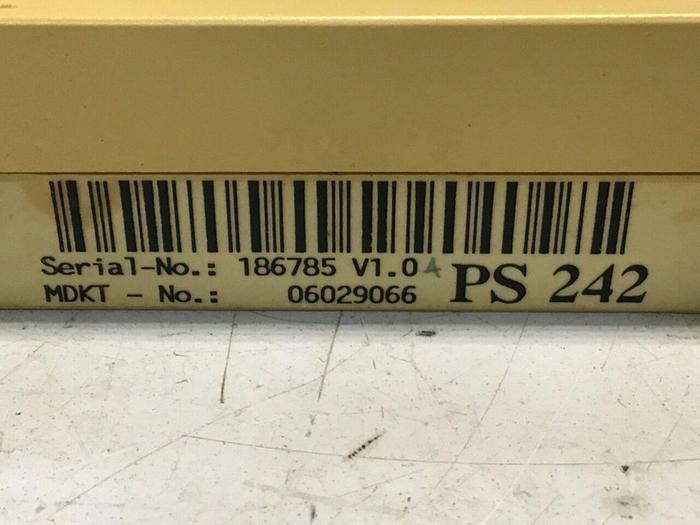 Serial-No.: 186785 V1.0 A
MDKT - No.: 06029066 PS 242